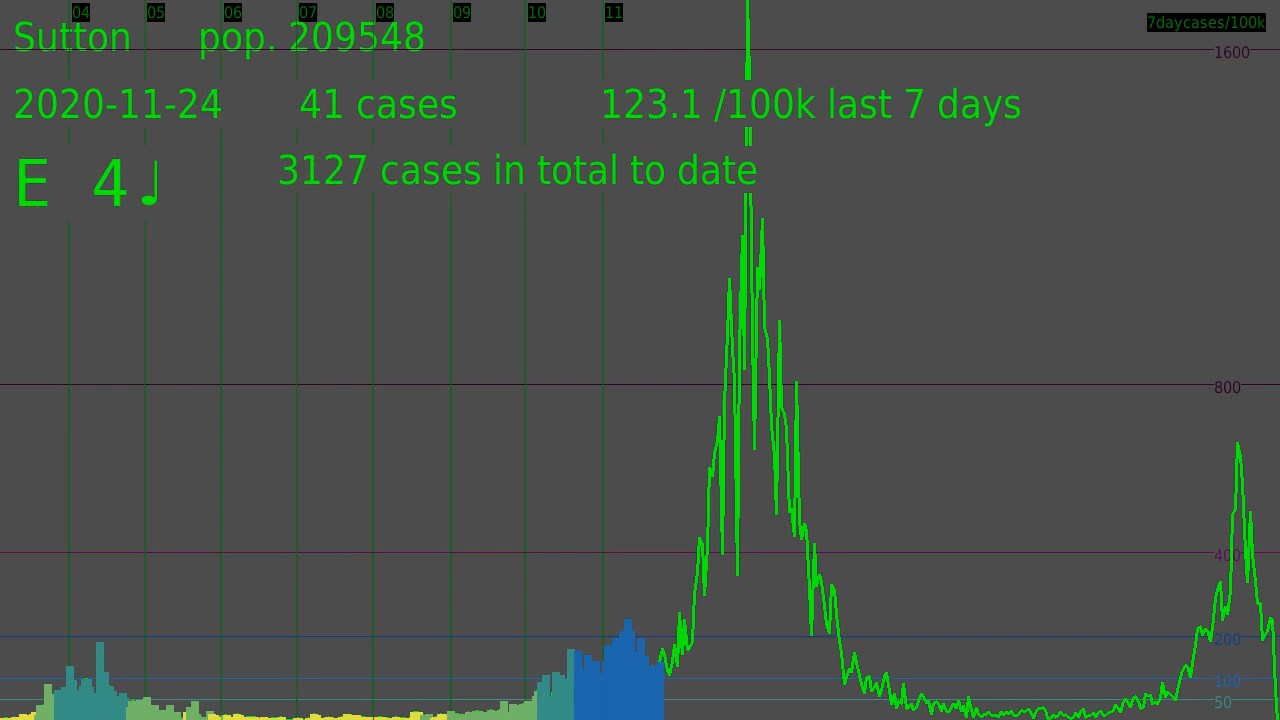 04 05 06 07 08 09 10 11
7daycases/100k
Sutton pop. 209548
1600
2020-11-24 41 cases 123.1 /100k last 7 days
E 4♩ 3127 cases in total to date
800
400
200
100
50